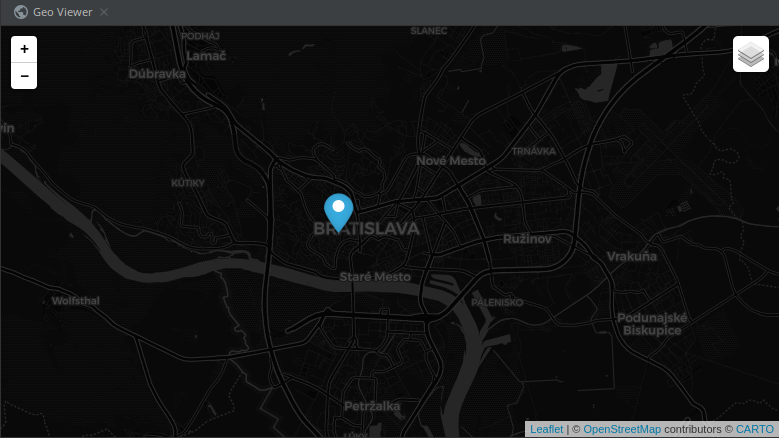 Geo Viewer
PODHÁJ
SLANEC
+
Lamač
Dúbravka
−
TRNÁVKA
Nové Mesto
KÚTIKY
BRATISLAVA
Ružinov
Vrakuňa
Staré Mesto
Wolfsthal
PÁLENISKO
Podunajské
Biskupice
Petržalka
Leaflet | © OpenStreetMap contributors © CARTO